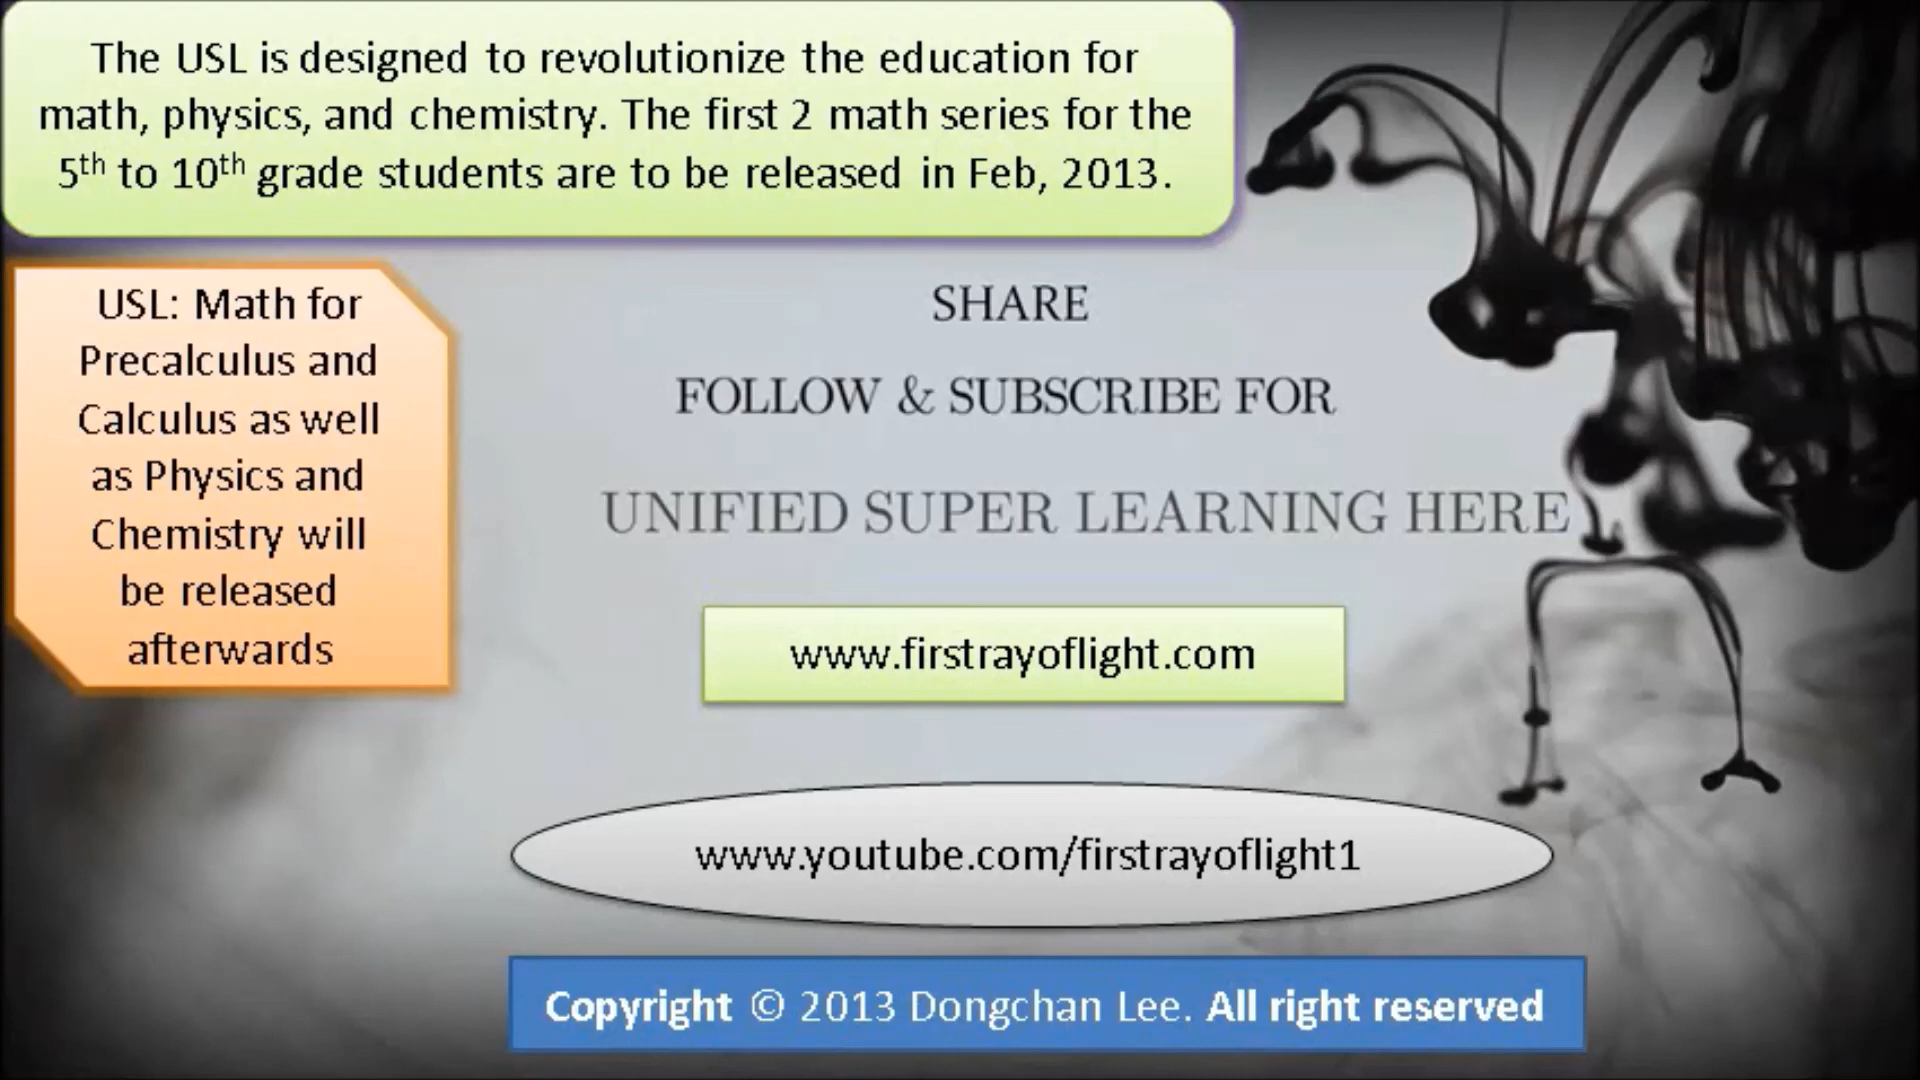 The USL is designed to revolutionize the education for
math, physics, and chemistry. The first 2 math series for the
5th to 10th grade students are to be released in Feb, 2013.
USL: Math for
Precalculus and
Calculus as well
as Physics and
Chemistry will
be released
afterwards
SHARE
FOLLOW & SUBSCRIBE FOR
UNIFIED SUPER LEARNING HERE
www.firstrayoflight.com
www.youtube.com/firstrayoflight1
Copyright © 2013 Dongchan Lee. All right reserved